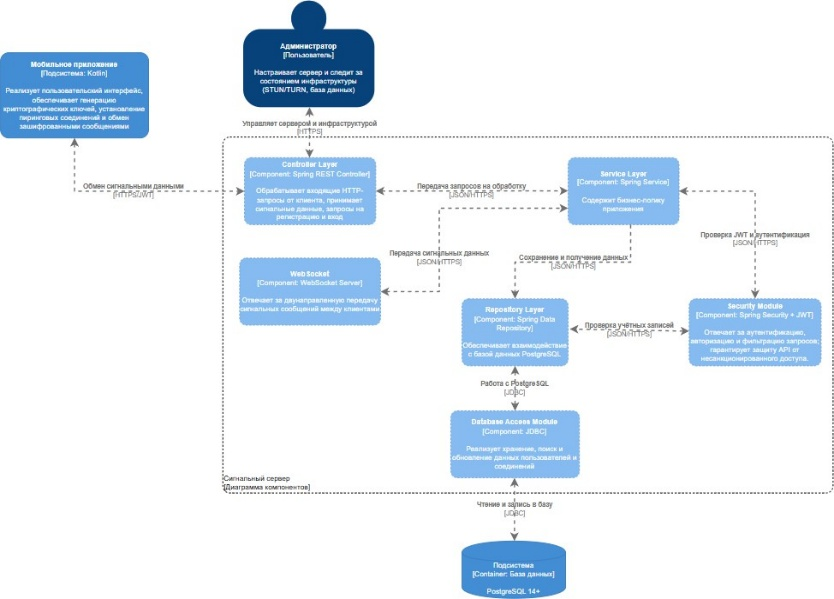 Администратор
[Пользователь]
Настраивает сервер и следит за
состоянием инфраструктуры
(STUN/TURN, база данных)
Мобильное приложение
[Подсистема: Kotlin]
Реализует пользовательский интерфейс,
обеспечивает генерацию
криптографических ключей, установление
пиринговых соединений и обмен
зашифрованными сообщениями
Управляет сервером и инфраструктурой
[HTTPS]
Controller Layer
[Component: Spring REST Controller]
Обрабатывает входящие HTTP-
запросы от клиента, принимает
сигнальные данные, запросы на
регистрацию и вход
Service Layer
[Component: Spring Service]
Содержит бизнес-логику
приложения
Обмен сигнальными данными
[HTTPS/JWT]
Передача запросов на обработку
[JSON/HTTPS]
Проверка JWT и аутентификация
[JSON/HTTPS]
Передача сигнальных данных
[JSON/HTTPS]
Сохранение и получение данных
[JSON/HTTPS]
WebSocket
[Component: WebSocket Server]
Отвечает за двунаправленную передачу
сигнальных сообщений между клиентами
Repository Layer
[Component: Spring Data
Repository]
Обеспечивает взаимодействие
с базой данных PostgreSQL
Проверка учётных записей
[JSON/HTTPS]
Security Module
[Component: Spring Security + JWT]
Отвечает за аутентификацию,
авторизацию и фильтрацию запросов;
гарантирует защиту API от
несанкционированного доступа.
Работа с PostgreSQL
[JDBC]
Database Access Module
[Component: JDBC]
Реализует хранение, поиск и
обновление данных пользователей и
соединений
Сигнальный сервер
[Диаграмма компонентов]
Чтение и запись в базу
[JDBC]
Подсистема
[Container: База данных]
PostgreSQL 14+